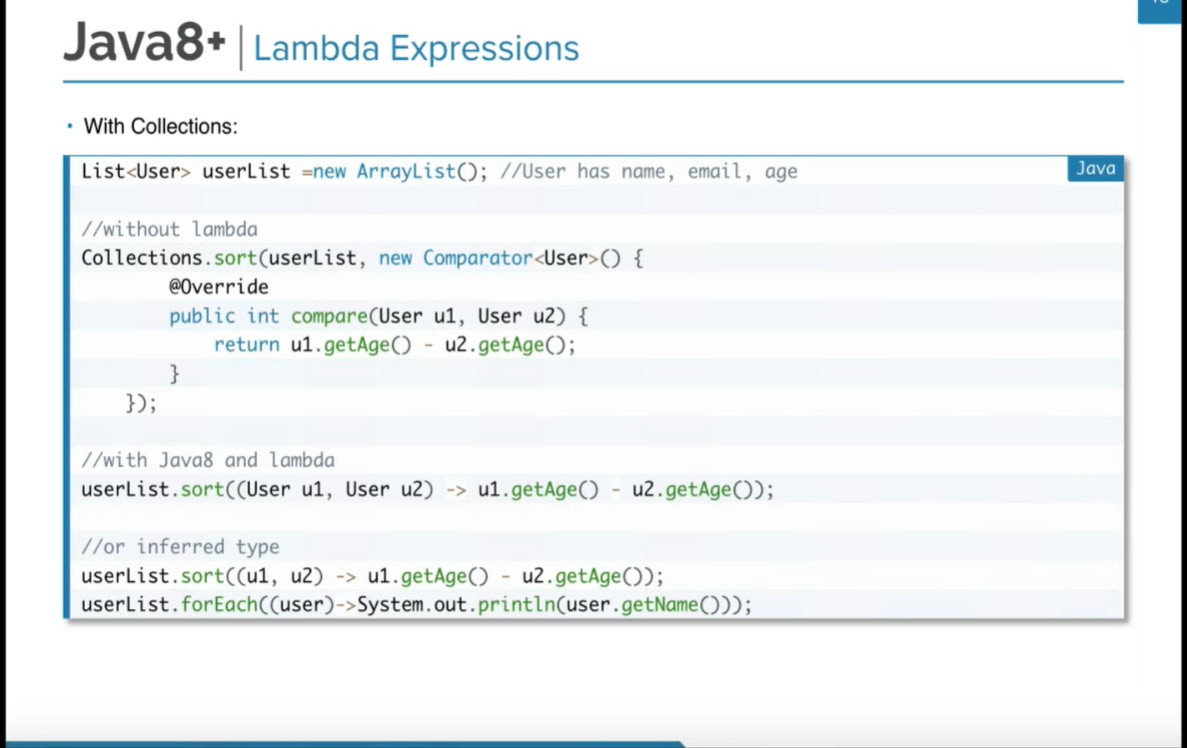 Java8+ | Lambda Expressions
• With Collections:
Java
List<User> userList =new ArrayList(); //User has name, email, age
//without lambda
Collections.sort(userList, new Comparator<User>() {
@Override
public int compare(User u1, User u2) {
return u1.getAge() - u2.getAge();
}
});
//with Java8 and lambda
userList.sort((User u1, User u2) -> u1.getAge() - u2.getAge());
//or inferred type
userList.sort((u1, u2) -> u1.getAge() - u2.getAge());
userList.forEach((user)->System.out.println(user.getName()));